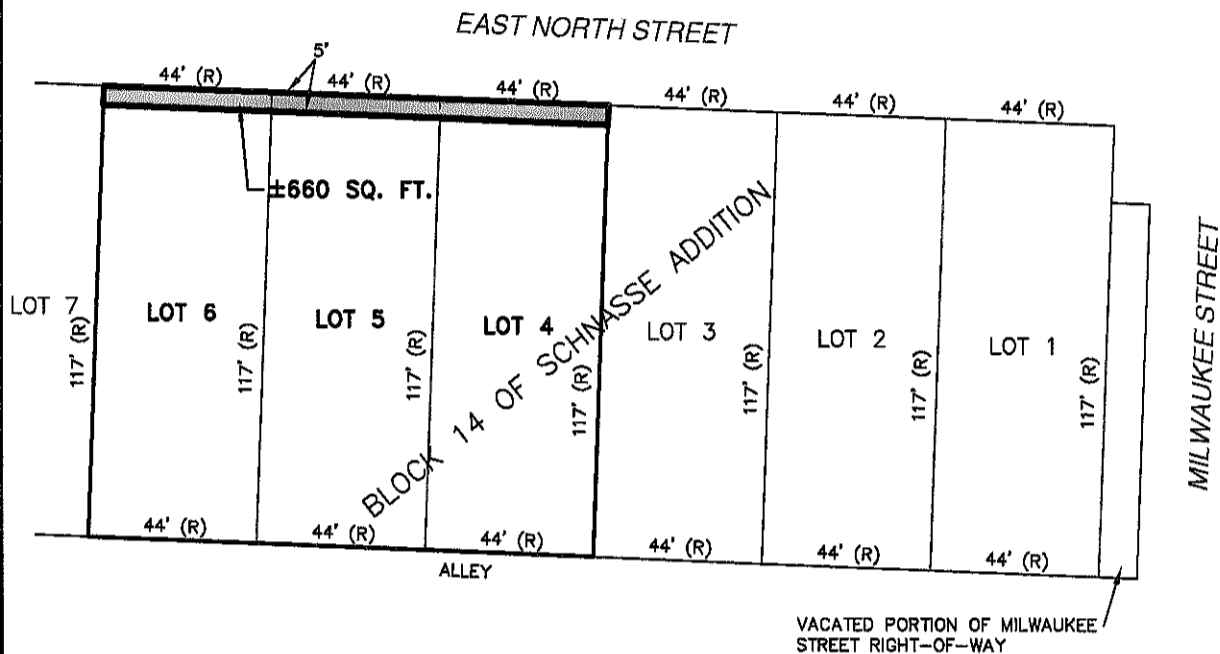 EAST NORTH STREET
5'
44' (R)
44' (R)
44' (R)
44' (R)
44' (R)
44' (R)
±660 SQ. FT.
LOT 7
LOT 6
LOT 5
LOT 4
LOT 3
LOT 2
LOT 1
117' (R)
117' (R)
117' (R)
117' (R)
117' (R)
117' (R)
117' (R)
BLOCK 14 OF SCHNASSE ADDITION
MILWAUKEE STREET
44' (R)
44' (R)
44' (R)
44' (R)
44' (R)
44' (R)
ALLEY
VACATED PORTION OF MILWAUKEE
STREET RIGHT-OF-WAY